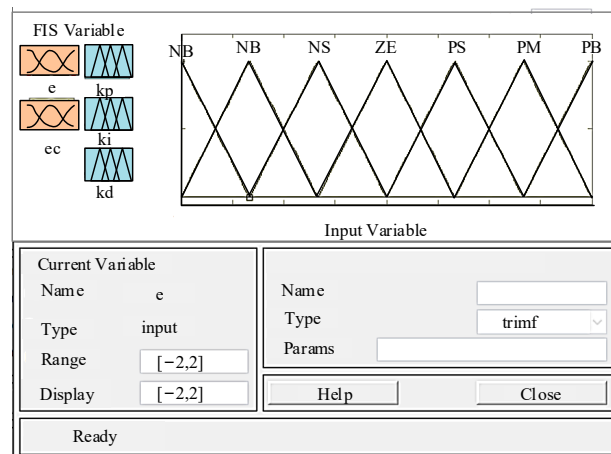 FIS Variable
NB NB NS ZE PS PM PB
e kp
ec ki
kd
Input Variable
Current Variable
Name e
Type input
Range [−2,2]
Display [−2,2]
Name
Type trimf
Params
Help Close
Ready